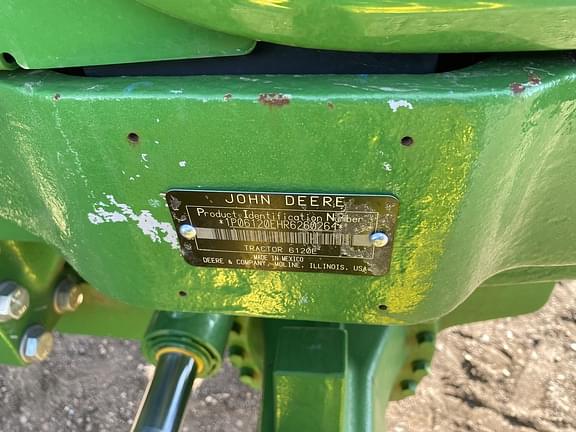 JOHN DEERE
Product Identification Number
*1P06120EHR6260264*
TRACTOR 6120E
MADE IN MEXICO
DEERE & COMPANY, MOLINE, ILLINOIS, USA